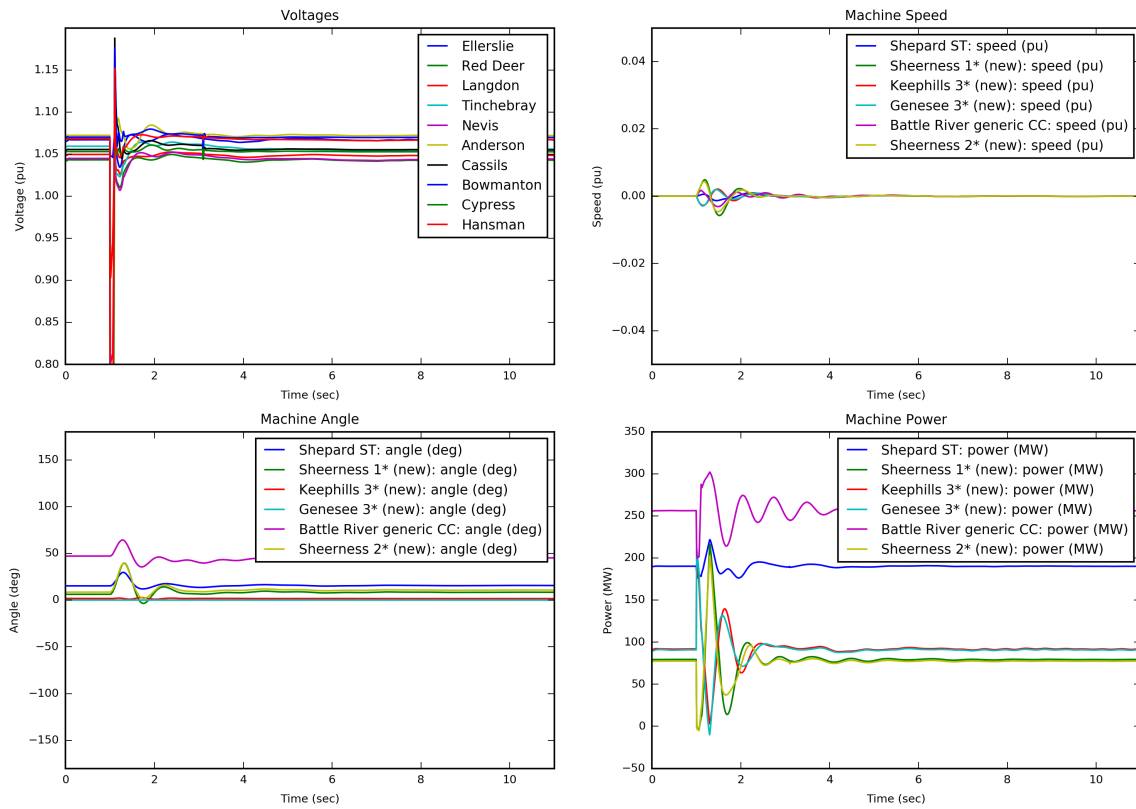 Voltages
1.15
1.10
1.05
1.00
0.95
0.90
0.85
0.80
Voltage (pu)
0 2 4 6 8 10
Time (sec)
Ellerslie
Red Deer
Langdon
Tinchebray
Nevis
Anderson
Cassils
Bowmanton
Cypress
Hansman
Machine Speed
0.04
0.02
0.00
−0.02
−0.04
Speed (pu)
0 2 4 6 8 10
Time (sec)
Shepard ST: speed (pu)
Sheerness 1* (new): speed (pu)
Keephills 3* (new): speed (pu)
Genesee 3* (new): speed (pu)
Battle River generic CC: speed (pu)
Sheerness 2* (new): speed (pu)
Machine Angle
150
100
50
0
−50
−100
−150
Angle (deg)
0 2 4 6 8 10
Time (sec)
Shepard ST: angle (deg)
Sheerness 1* (new): angle (deg)
Keephills 3* (new): angle (deg)
Genesee 3* (new): angle (deg)
Battle River generic CC: angle (deg)
Sheerness 2* (new): angle (deg)
Machine Power
350
300
250
200
150
100
50
0
−50
Power (MW)
0 2 4 6 8 10
Time (sec)
Shepard ST: power (MW)
Sheerness 1* (new): power (MW)
Keephills 3* (new): power (MW)
Genesee 3* (new): power (MW)
Battle River generic CC: power (MW)
Sheerness 2* (new): power (MW)